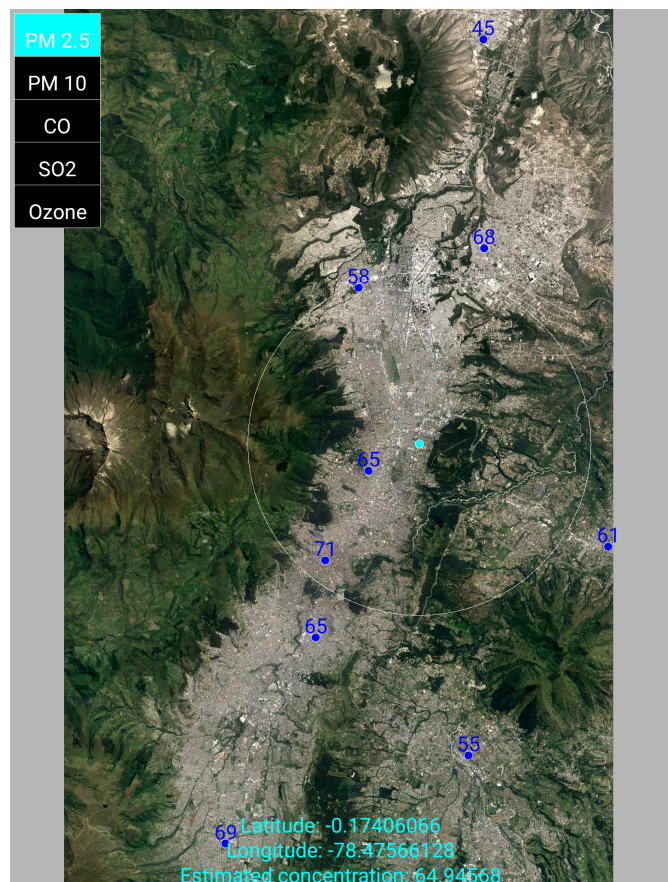 PM 2.5
PM 10
CO
SO2
Ozone
45
68
58
65
61
71
65
55
69
Latitude: -0.17406066
Longitude: -78.47566128
Estimated concentration: 64.94568